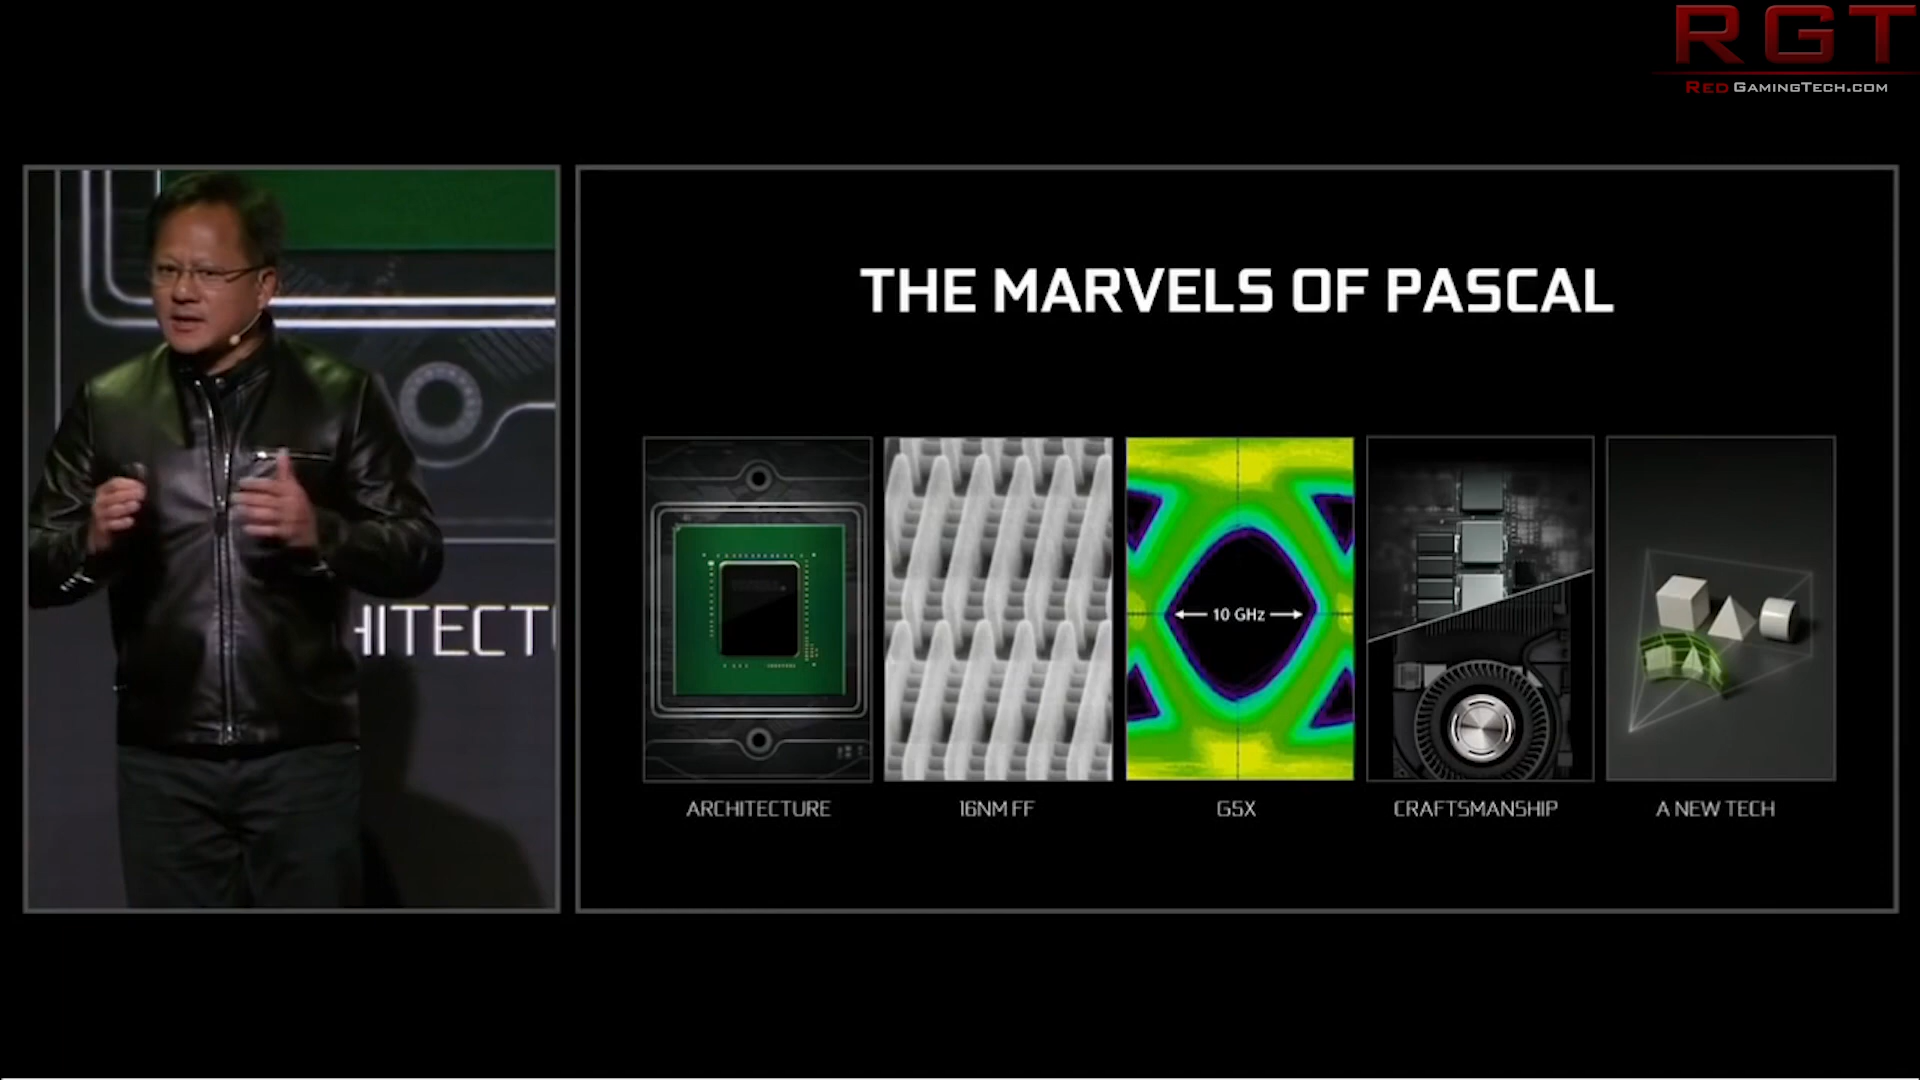 RGT
RED GAMINGTECH.COM
HITECT
THE MARVELS OF PASCAL
10 GHz
ARCHITECTURE
16NM FF
G5X
CRAFTSMANSHIP
A NEW TECH